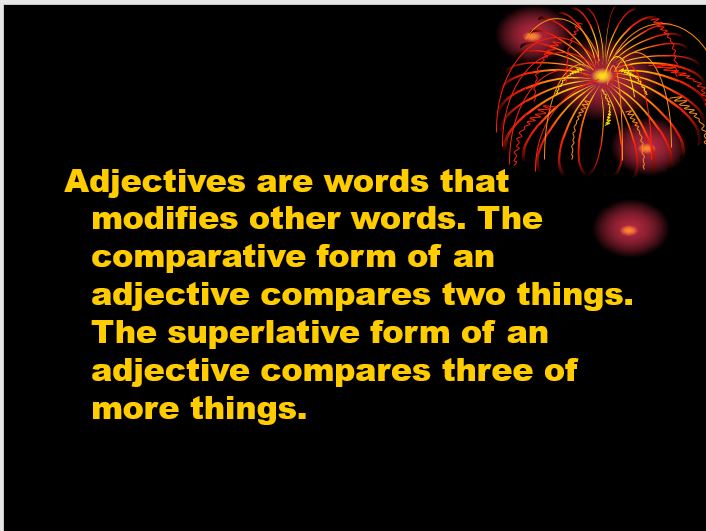 Adjectives are words that
modifies other words. The
comparative form of an
adjective compares two things.
The superlative form of an
adjective compares three of
more things.